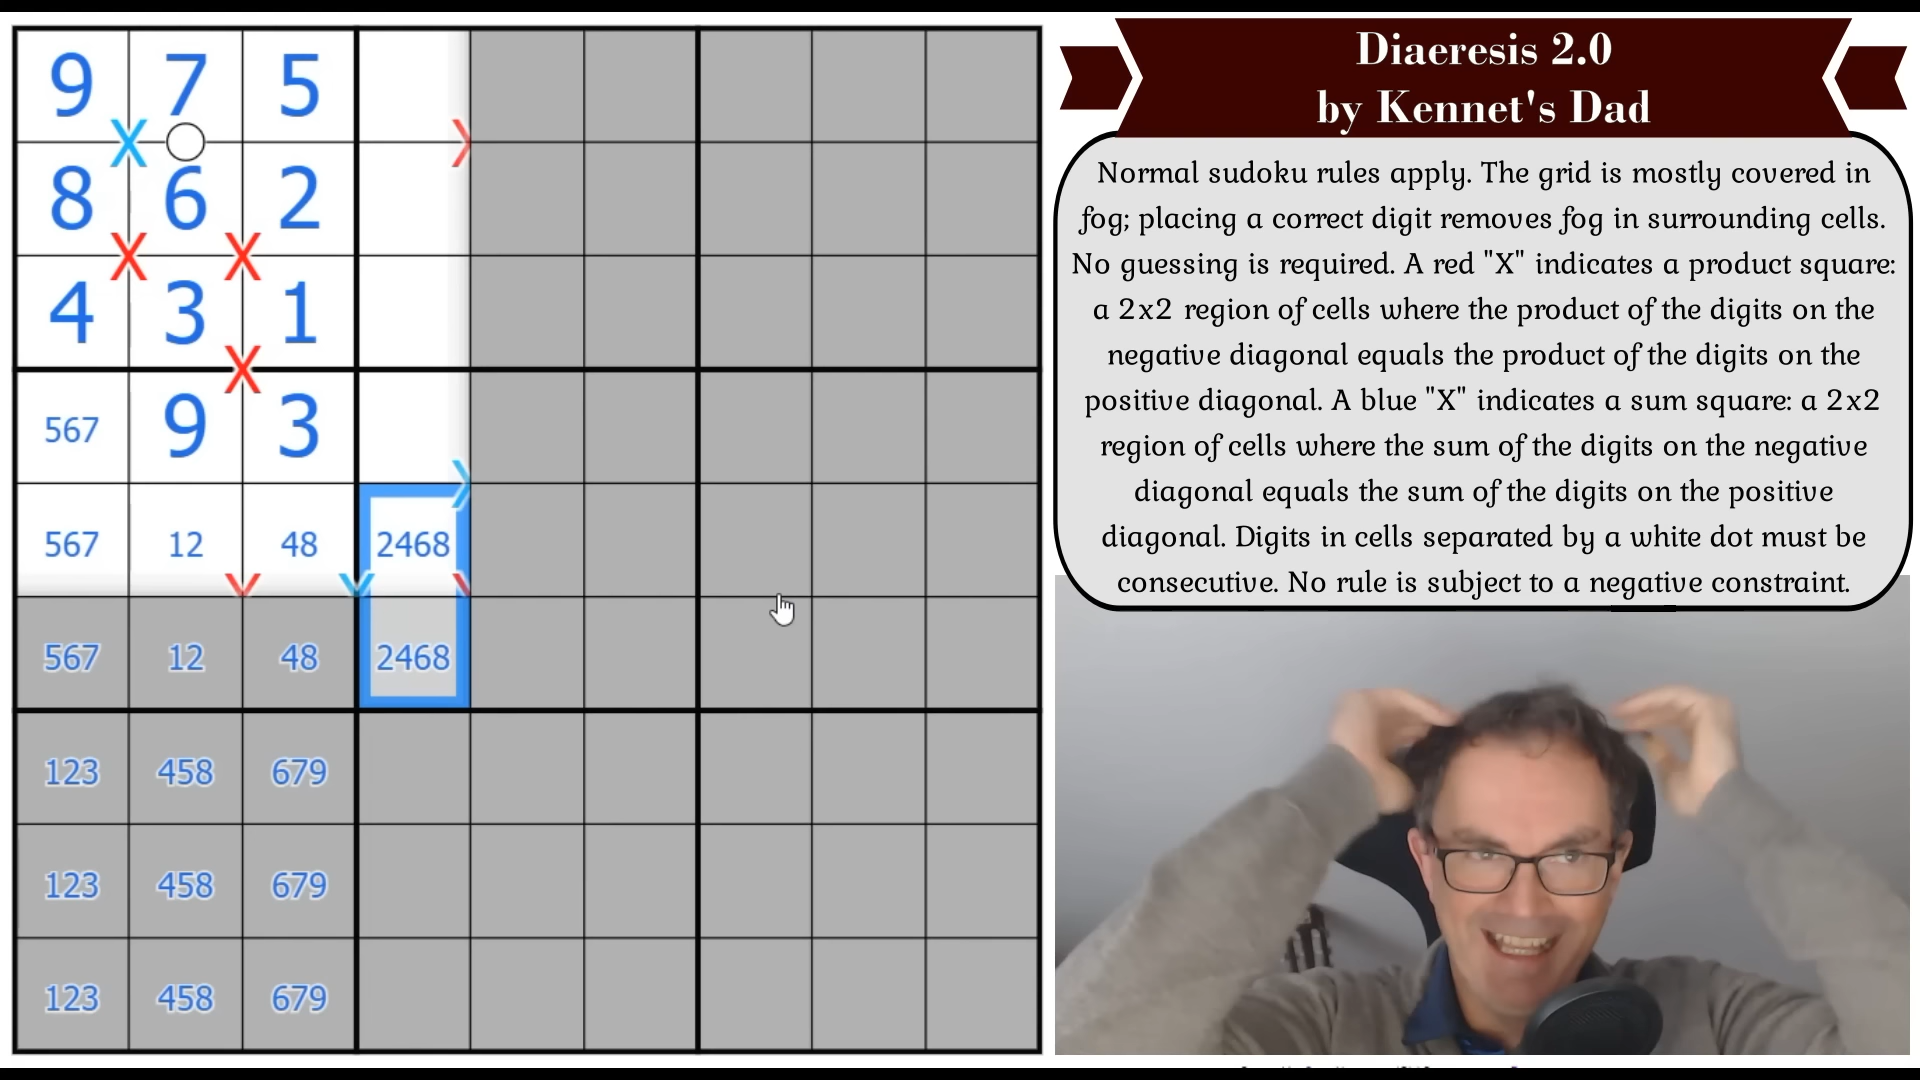 Diaeresis 2.0
by Kennet's Dad
Normal sudoku rules apply. The grid is mostly covered in
fog; placing a correct digit removes fog in surrounding cells.
No guessing is required. A red "X" indicates a product square:
a 2x2 region of cells where the product of the digits on the
negative diagonal equals the product of the digits on the
positive diagonal. A blue "X" indicates a sum square: a 2x2
region of cells where the sum of the digits on the negative
diagonal equals the sum of the digits on the positive
diagonal. Digits in cells separated by a white dot must be
consecutive. No rule is subject to a negative constraint.
9 7 5
X
8 6 2
X X
4 3 1
X
567 9 3
567 12 48 2468
567 12 48 2468
123 458 679
123 458 679
123 458 679